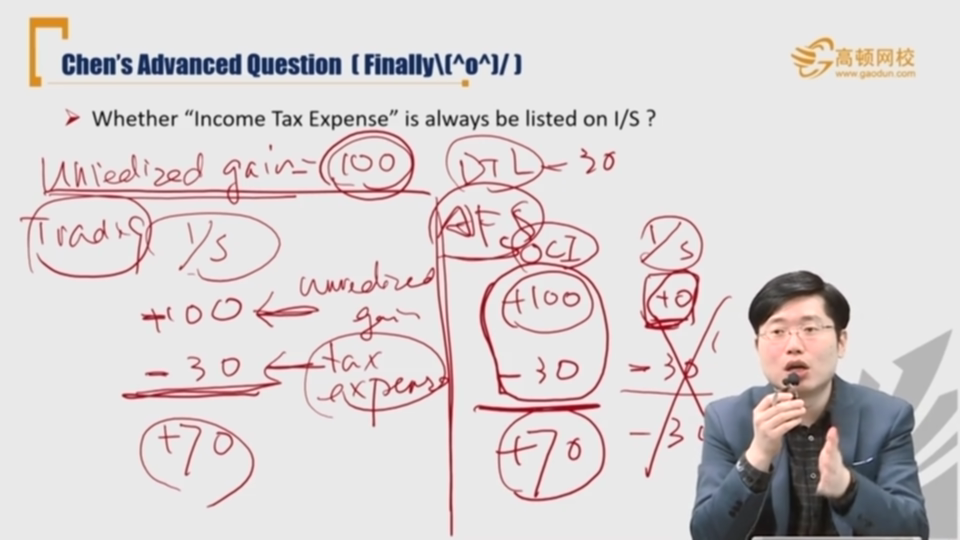 Chen's Advanced Question ( Finally\(^o^)/ )
高顿网校
www.gaodun.com
➤ Whether “Income Tax Expense” is always be listed on I/S ?
Unrealized gain= 100
DTL ← 30
Trading I/S
+100 ← unrealized gain
- 30 ← tax expense
+70
AFS
OCI
+100
- 30
+70
I/S
+0
- 30
- 30